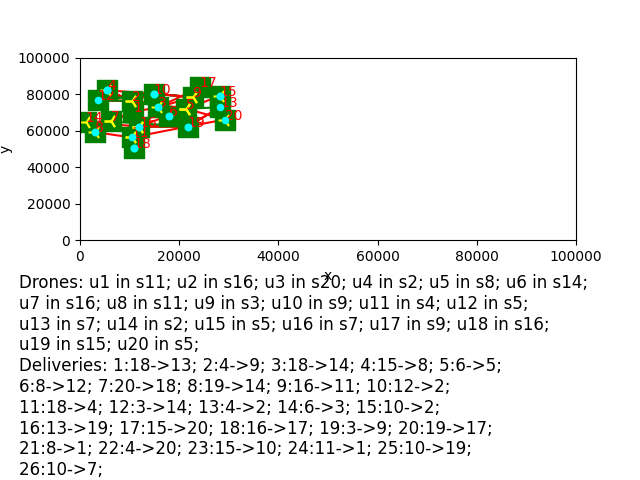 100000
80000
60000
40000
20000
0
y
0 20000 40000 60000 80000 100000
x
Drones: u1 in s11; u2 in s16; u3 in s20; u4 in s2; u5 in s8; u6 in s14;
u7 in s16; u8 in s11; u9 in s3; u10 in s9; u11 in s4; u12 in s5;
u13 in s7; u14 in s2; u15 in s5; u16 in s7; u17 in s9; u18 in s16;
u19 in s15; u20 in s5;
Deliveries: 1:18->13; 2:4->9; 3:18->14; 4:15->8; 5:6->5;
6:8->12; 7:20->18; 8:19->14; 9:16->11; 10:12->2;
11:18->4; 12:3->14; 13:4->2; 14:6->3; 15:10->2;
16:13->19; 17:15->20; 18:16->17; 19:3->9; 20:19->17;
21:8->1; 22:4->20; 23:15->10; 24:11->1; 25:10->19;
26:10->7;